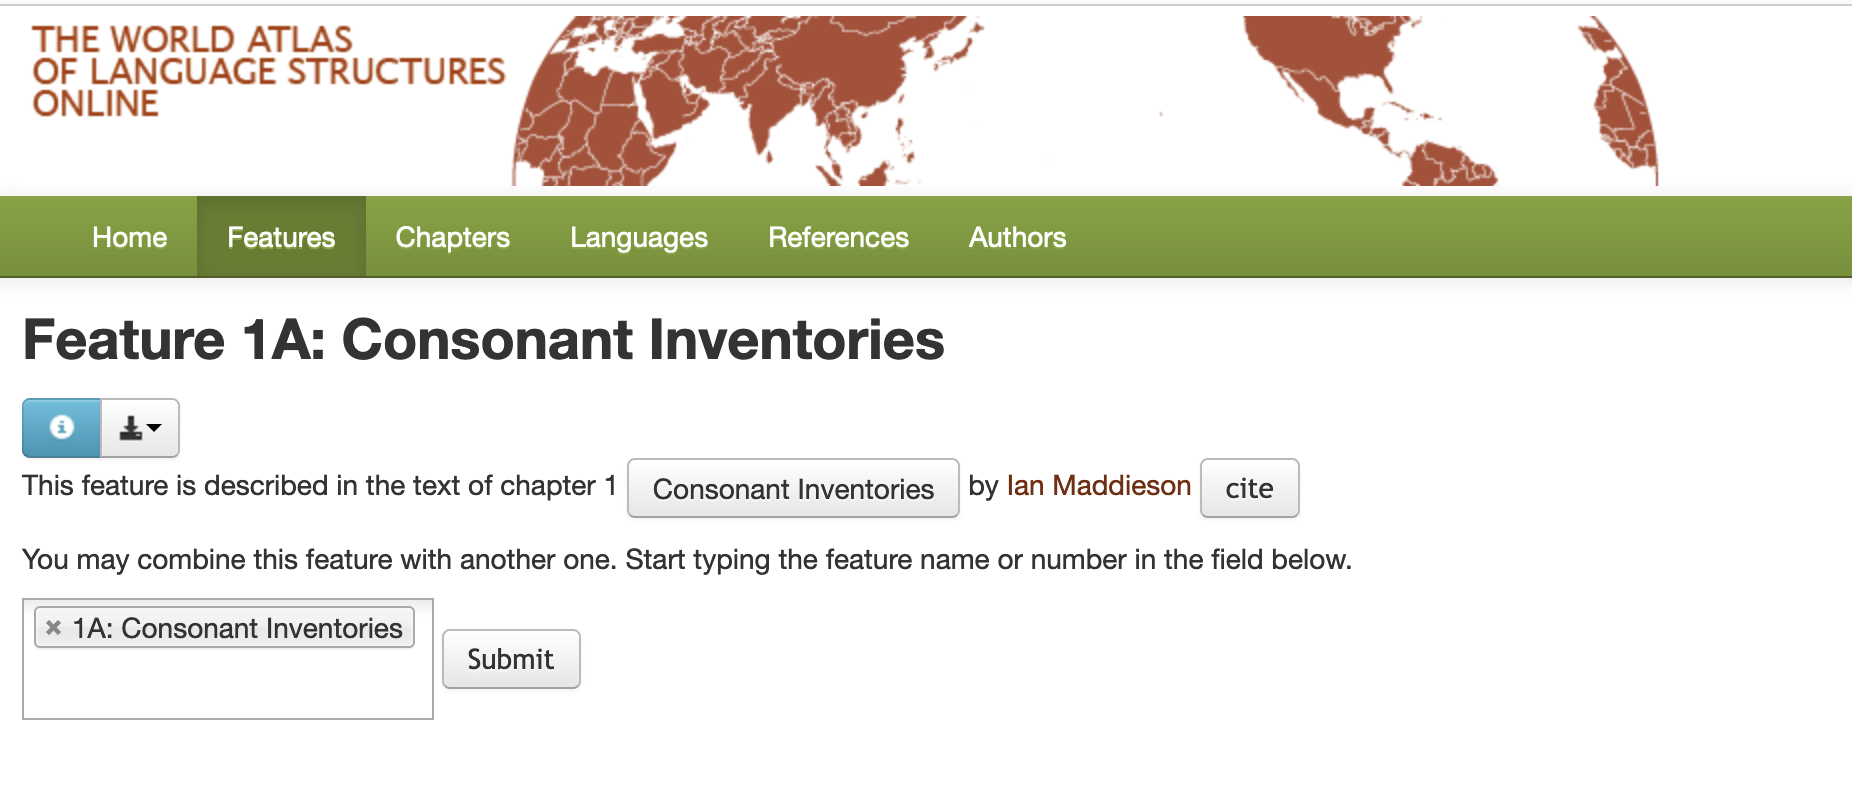 THE WORLD ATLAS
OF LANGUAGE STRUCTURES
ONLINE
Home Features Chapters Languages References Authors
Feature 1A: Consonant Inventories
This feature is described in the text of chapter 1 Consonant Inventories by Ian Maddieson cite
You may combine this feature with another one. Start typing the feature name or number in the field below.
× 1A: Consonant Inventories
Submit